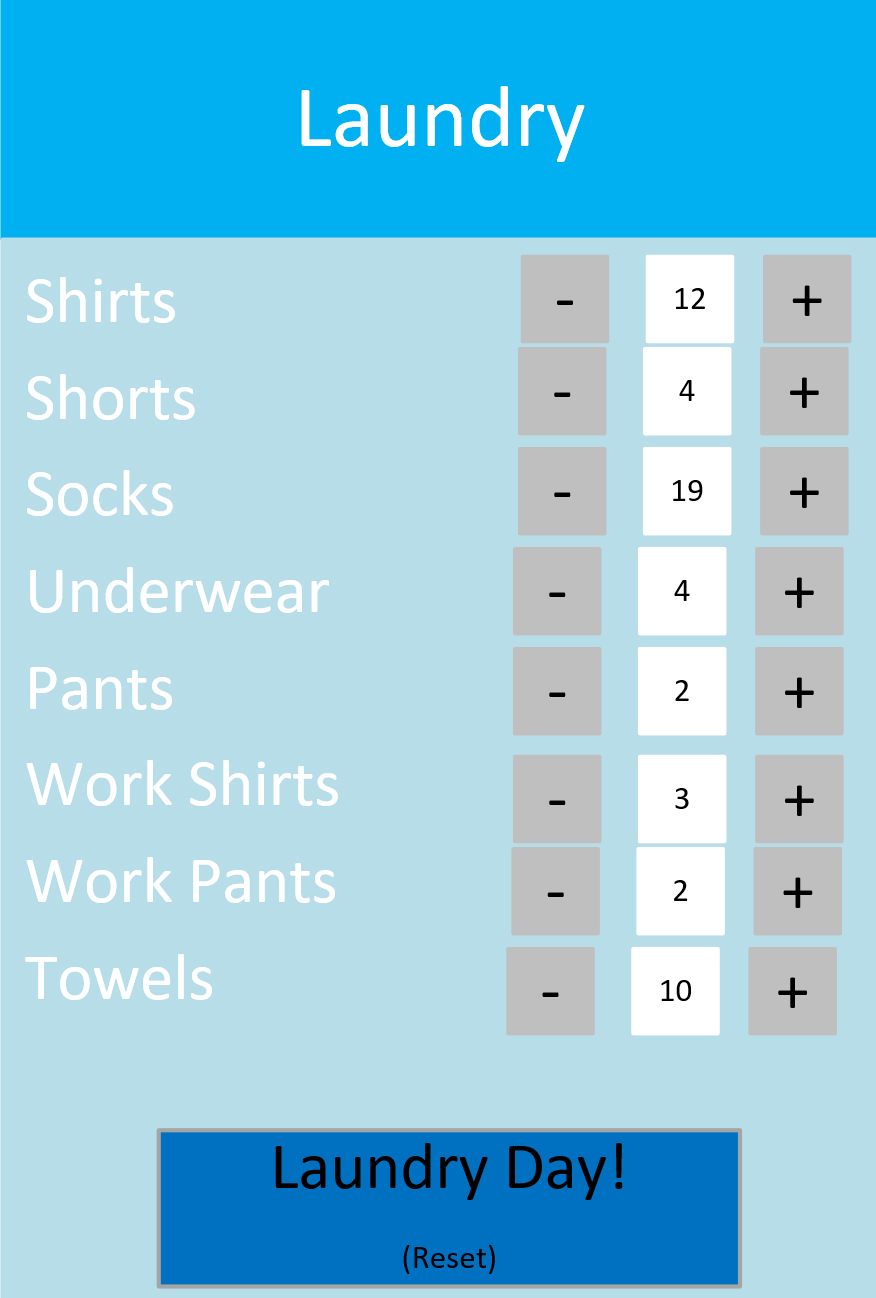 Laundry
Shirts - 12 +
Shorts - 4 +
Socks - 19 +
Underwear - 4 +
Pants - 2 +
Work Shirts - 3 +
Work Pants - 2 +
Towels - 10 +
Laundry Day!
(Reset)